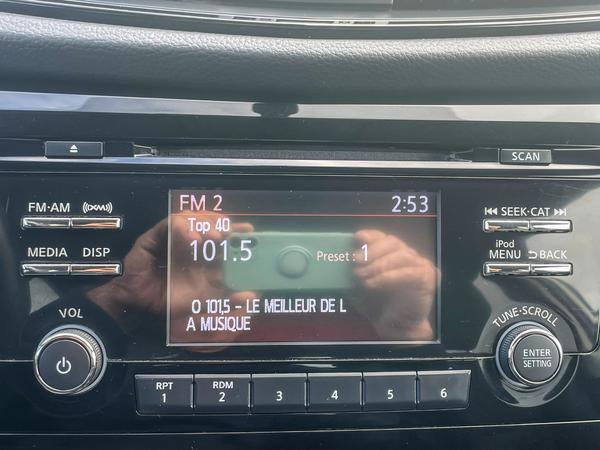 SCAN
FM·AM
((XM))
SEEK·CAT
MEDIA DISP
iPod
MENU
BACK
VOL
TUNE·SCROLL
FM 2 2:53
Top 40
101.5 Preset : 1
O 101,5 - LE MEILLEUR DE L
A MUSIQUE
ENTER
SETTING
RPT
1
RDM
2
3
4
5
6